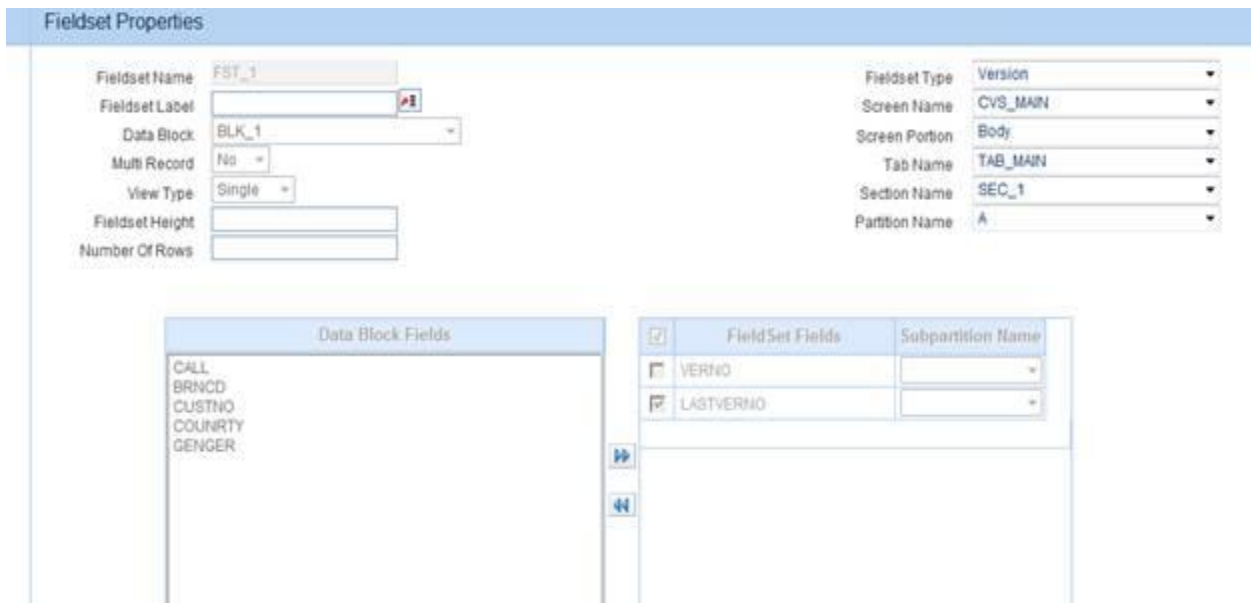 Fieldset Properties
Fieldset Name FST_1
Fieldset Label
Data Block BLK_1
Multi Record No
View Type Single
Fieldset Height
Number Of Rows
Fieldset Type Version
Screen Name CVS_MAIN
Screen Portion Body
Tab Name TAB_MAIN
Section Name SEC_1
Partition Name A
Data Block Fields
CALL
BRNCD
CUSTNO
COUNRTY
GENGER
FieldSet Fields Subpartition Name
VERNO
LASTVERNO